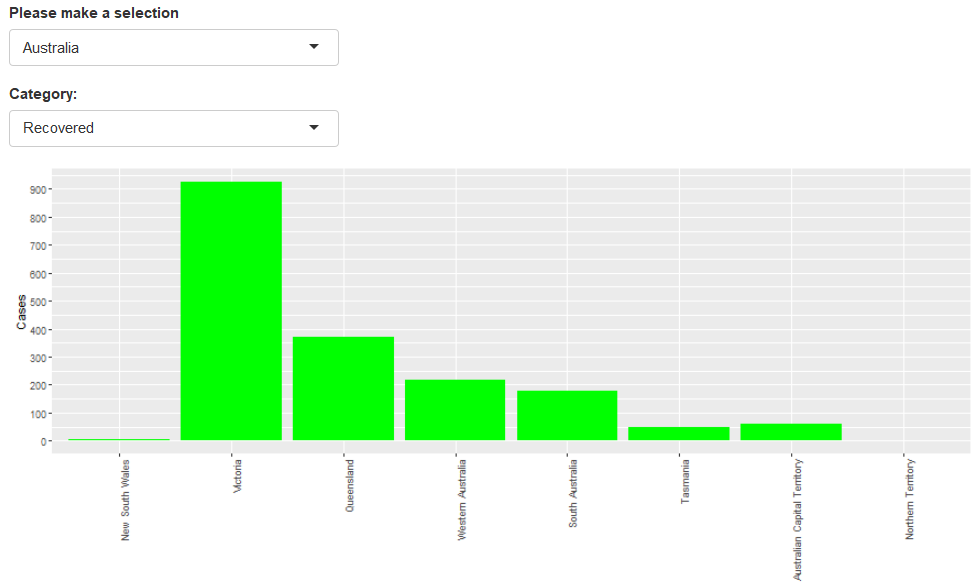 Please make a selection
Australia
Category:
Recovered
Cases
900
800
700
600
500
400
300
200
100
0
New South Wales
Victoria
Queensland
Western Australia
South Australia
Tasmania
Australian Capital Territory
Northern Territory